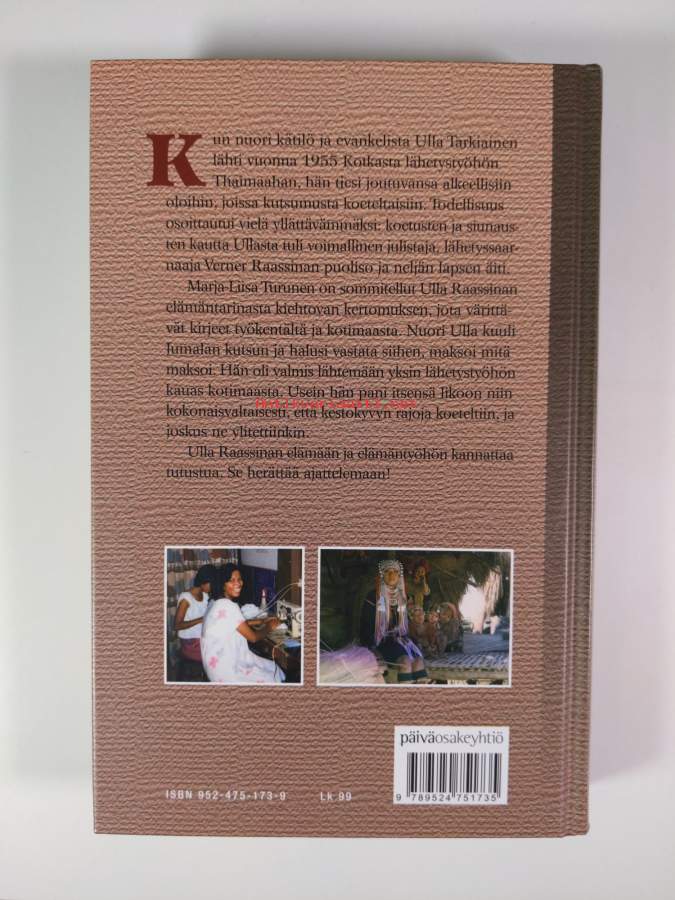 Kun nuori kätilö ja evankelista Ulla Tarkiainen
lähti vuonna 1955 Kotkasta lähetystyöhön
Thaimaahan, hän tiesi joutuvansa alkeellisiin
oloihin, joissa kutsumusta koeteltaisiin. Todellisuus
osoittautui vielä yllättävämmäksi: koetusten ja siunaus-
ten kautta Ullasta tuli voimallinen julistaja, lähetyssaar-
naaja Verner Raassinan puoliso ja neljän lapsen äiti.
Marja-Liisa Turunen on sommitellut Ulla Raassinan
elämäntarinasta kiehtovan kertomuksen, jota värittä-
vät kirjeet työkentältä ja kotimaasta. Nuori Ulla kuuli
Jumalan kutsun ja halusi vastata siihen, maksoi mitä
maksoi. Hän oli valmis lähtemään yksin lähetystyöhön
kauas kotimaasta. Usein hän pani itsensä likoon niin
kokonaisvaltaisesti, että kestokyvyn rajoja koeteltiin, ja
joskus ne ylitettiinkin.
Ulla Raassinan elämään ja elämäntyöhön kannattaa
tutustua. Se herättää ajattelemaan!
päiväosakeyhtiö
ISBN 952-475-173-9 Lk 99
9 789524 751735